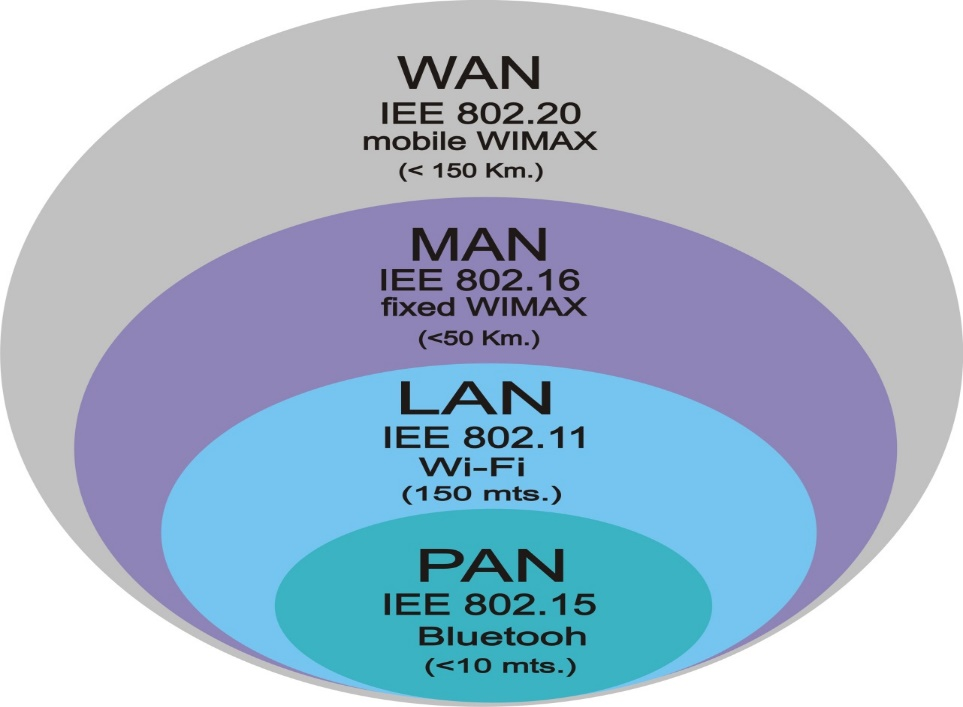 WAN
IEE 802.20
mobile WIMAX
(< 150 Km.)
MAN
IEE 802.16
fixed WIMAX
(<50 Km.)
LAN
IEE 802.11
Wi-Fi
(150 mts.)
PAN
IEE 802.15
Bluetooh
(<10 mts.)